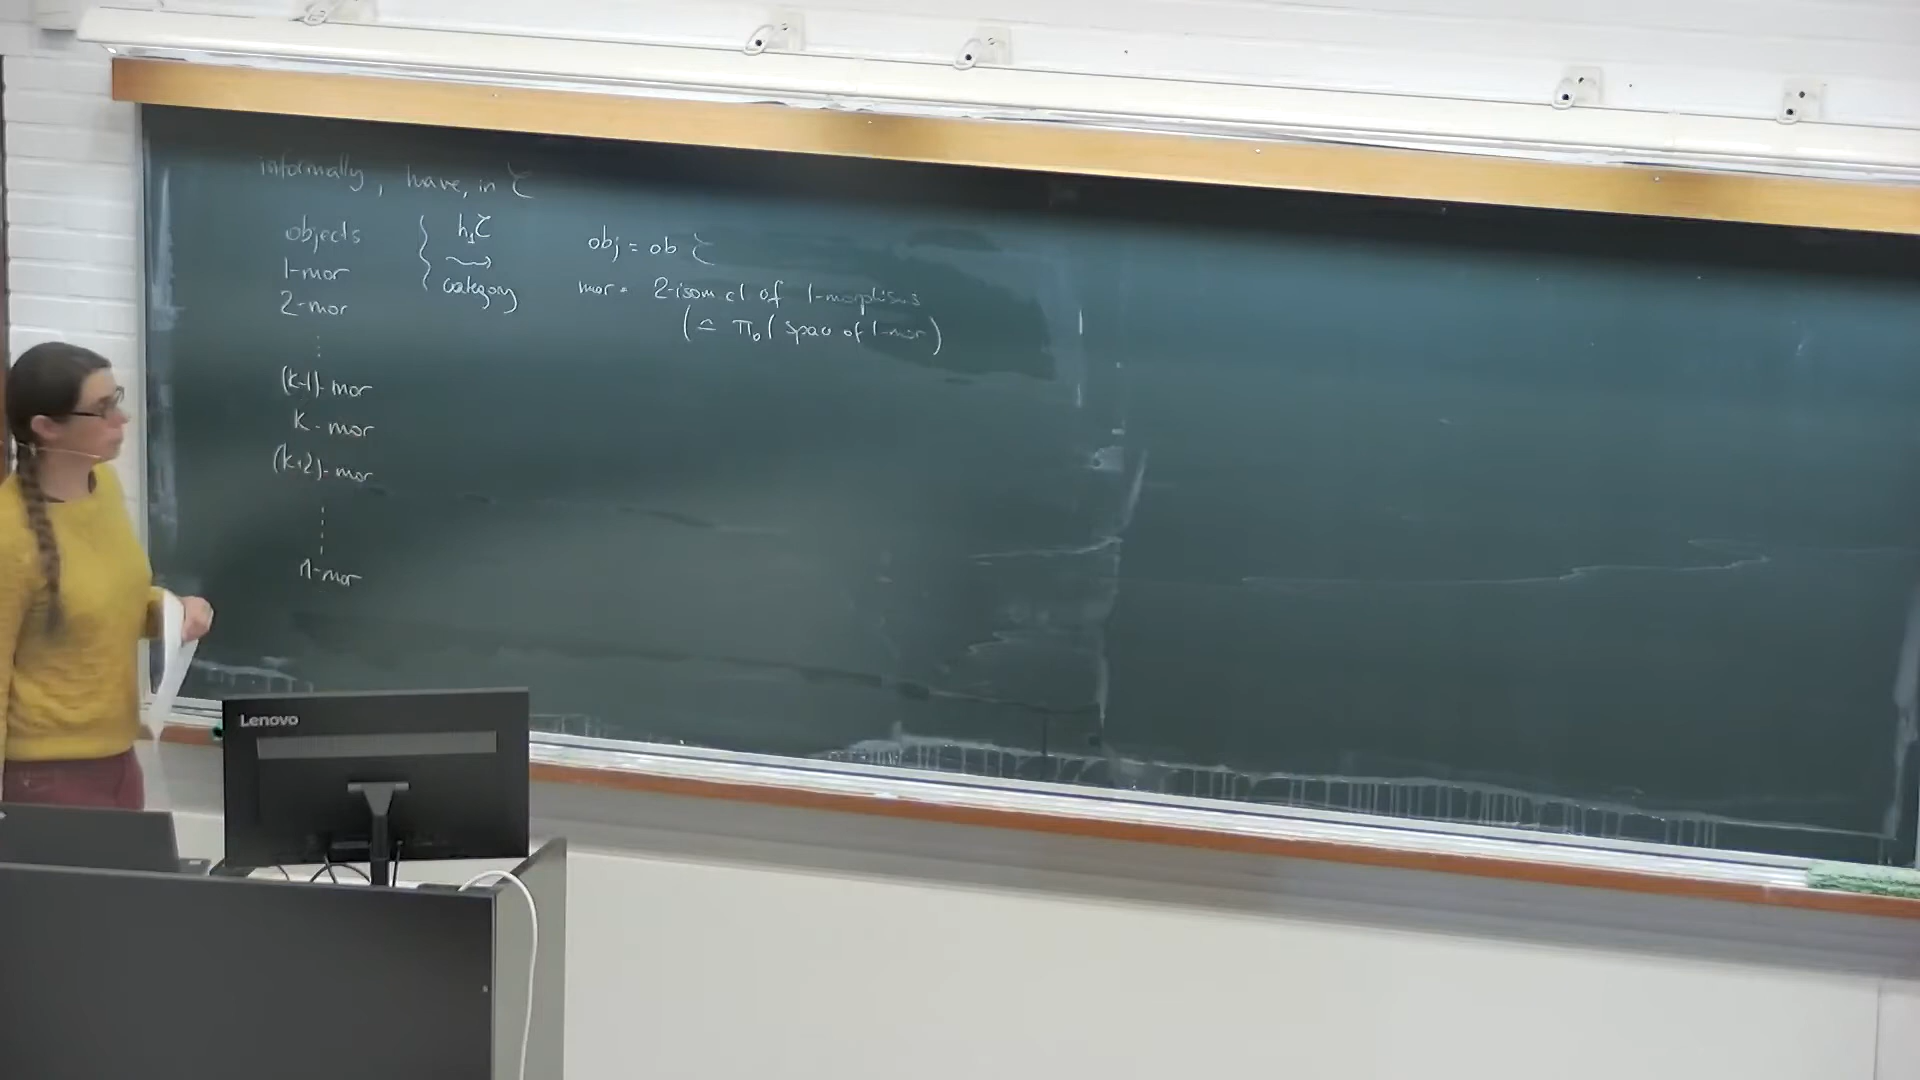 informally, have, in C
objects
1-mor
2-mor
⋮
(k-1)-mor
k-mor
(k+2)-mor
⋮
n-mor
h₁C
⇝
category
obj = ob C
mor = 2-isom cl of 1-morphisms
(≃ π₀(space of 1-mor)
Lenovo